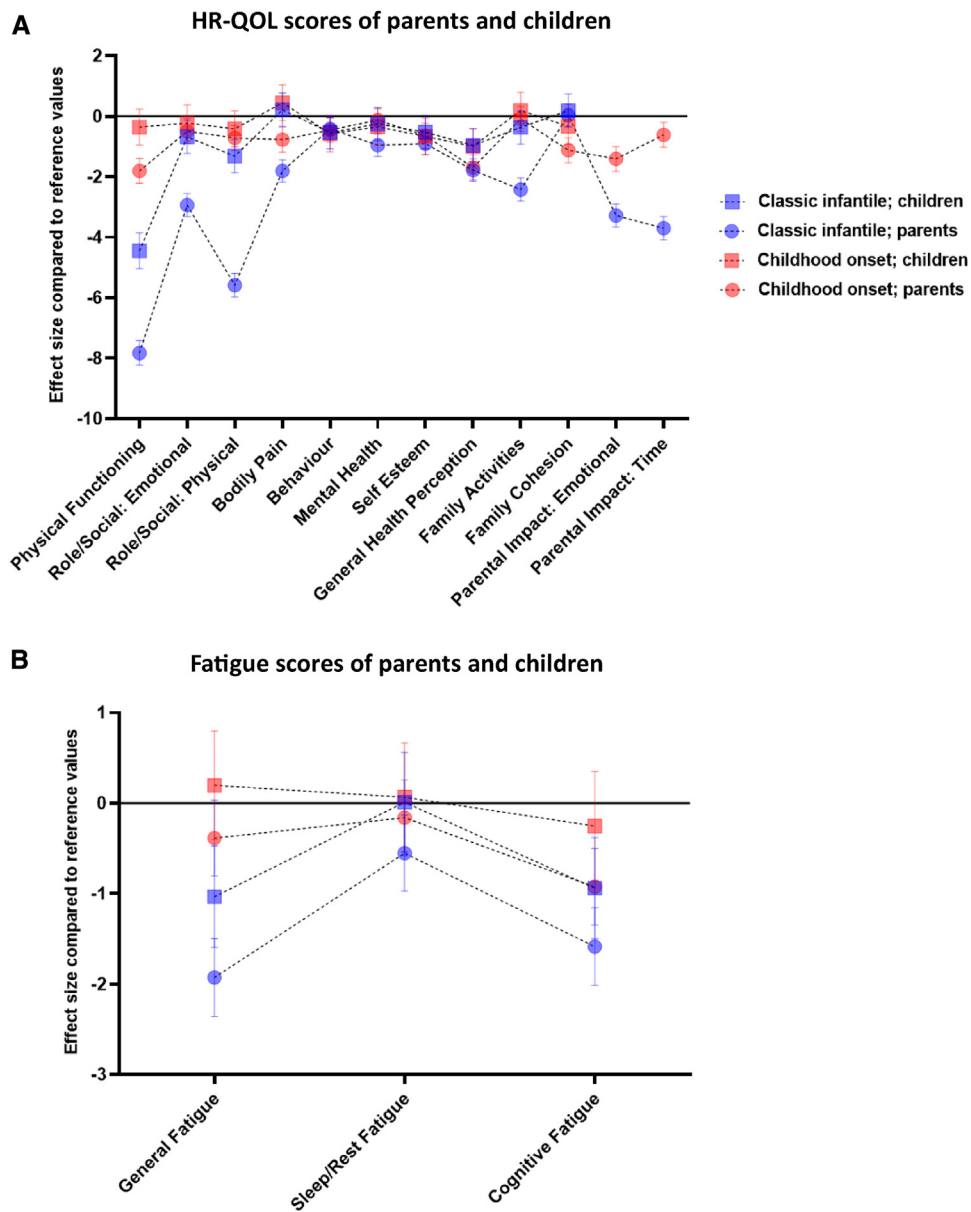 A
HR-QOL scores of parents and children
Effect size compared to reference values
2
0
-2
-4
-6
-8
-10
Physical Functioning
Role/Social: Emotional
Role/Social: Physical
Bodily Pain
Behaviour
Mental Health
Self Esteem
General Health Perception
Family Activities
Family Cohesion
Parental Impact: Emotional
Parental Impact: Time
Classic infantile; children
Classic infantile; parents
Childhood onset; children
Childhood onset; parents
B
Fatigue scores of parents and children
Effect size compared to reference values
1
0
-1
-2
-3
General Fatigue
Sleep/Rest Fatigue
Cognitive Fatigue